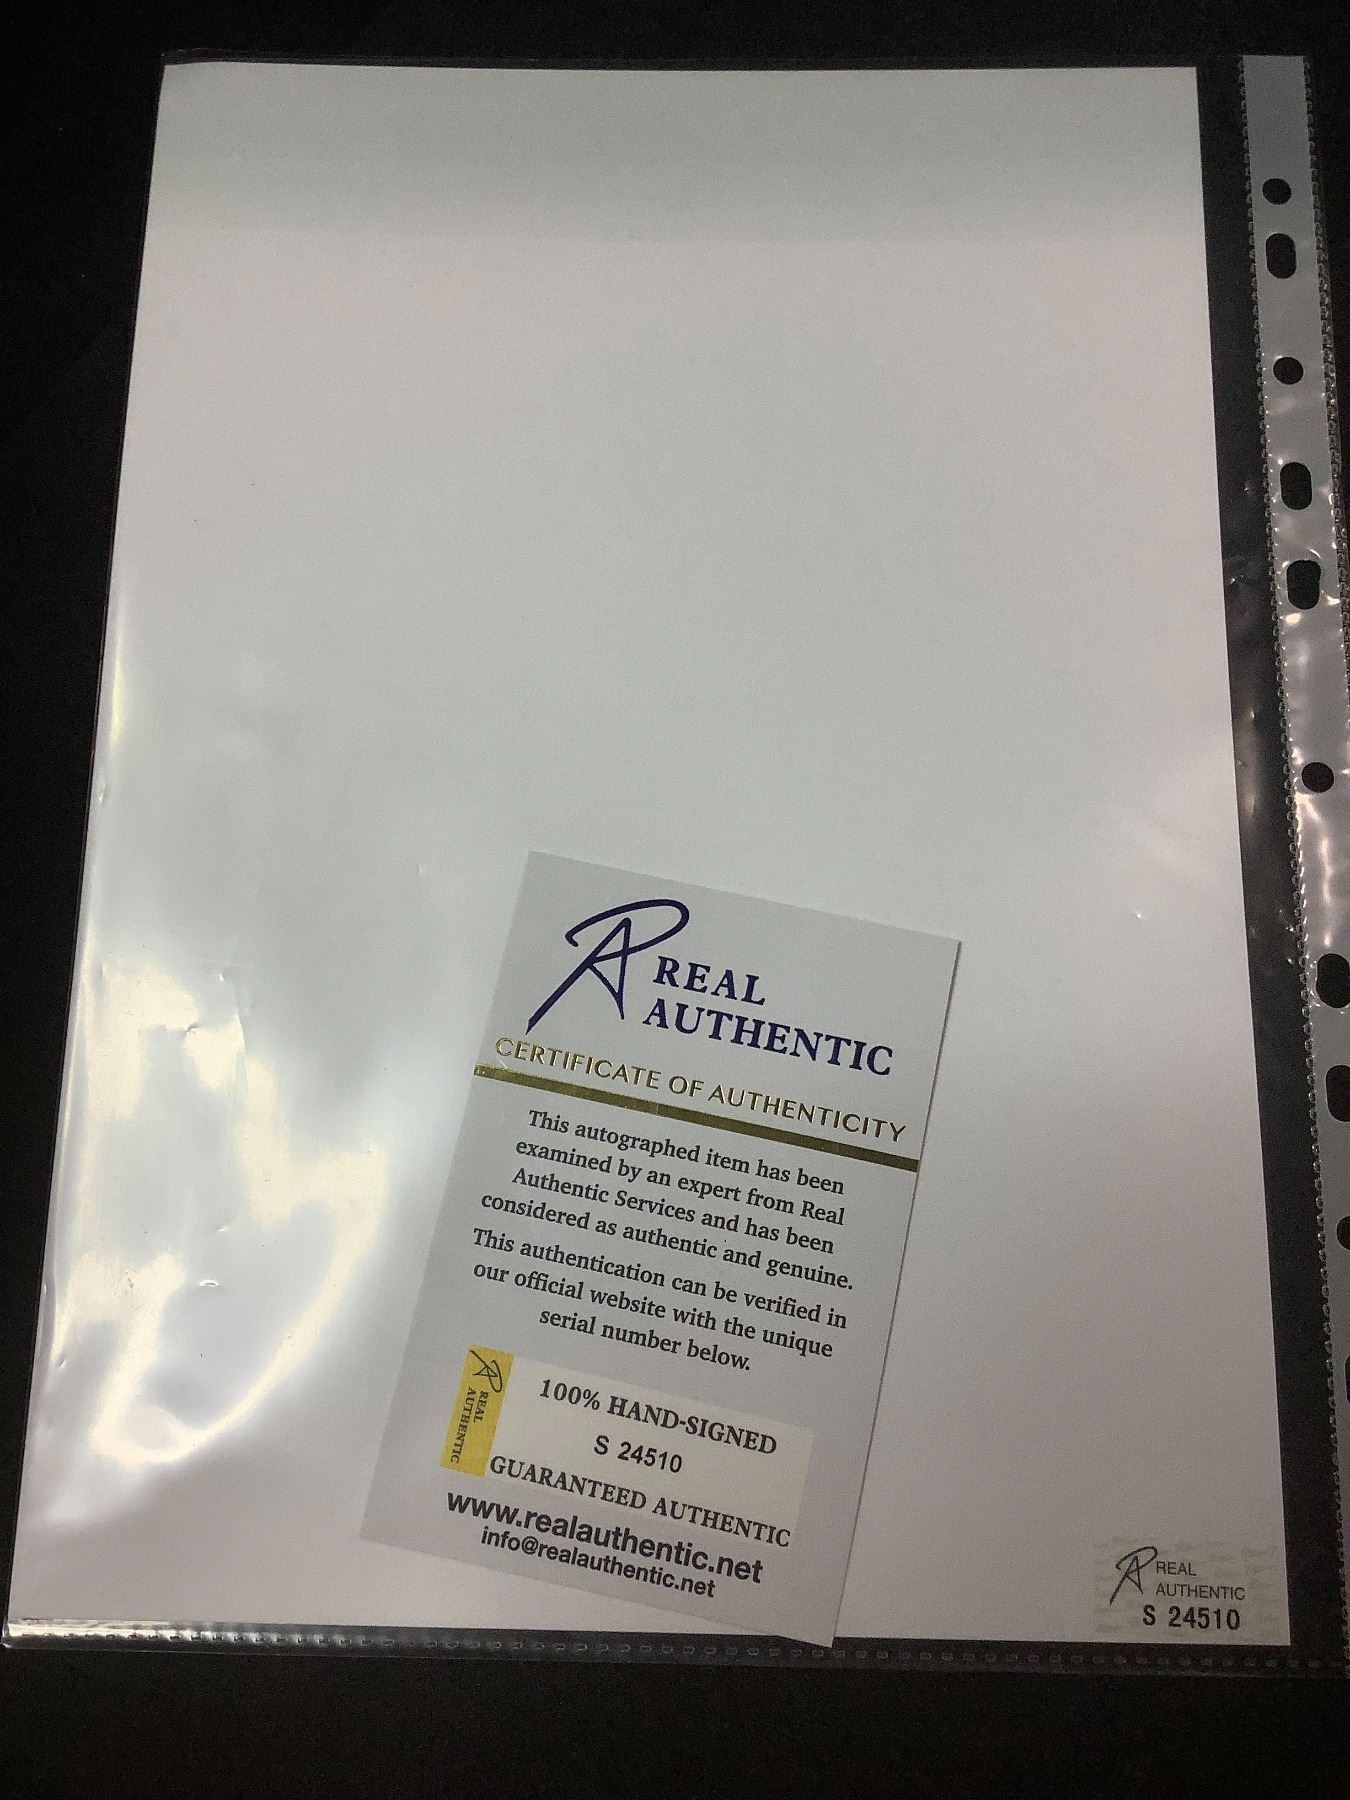 RA REAL
AUTHENTIC
CERTIFICATE OF AUTHENTICITY
This autographed item has been
examined by an expert from Real
Authentic Services and has been
considered as authentic and genuine.
This authentication can be verified in
our official website with the unique
serial number below.
RA REAL
AUTHENTIC
100% HAND-SIGNED
S 24510
GUARANTEED AUTHENTIC
www.realauthentic.net
info@realauthentic.net
RA REAL
AUTHENTIC
S 24510